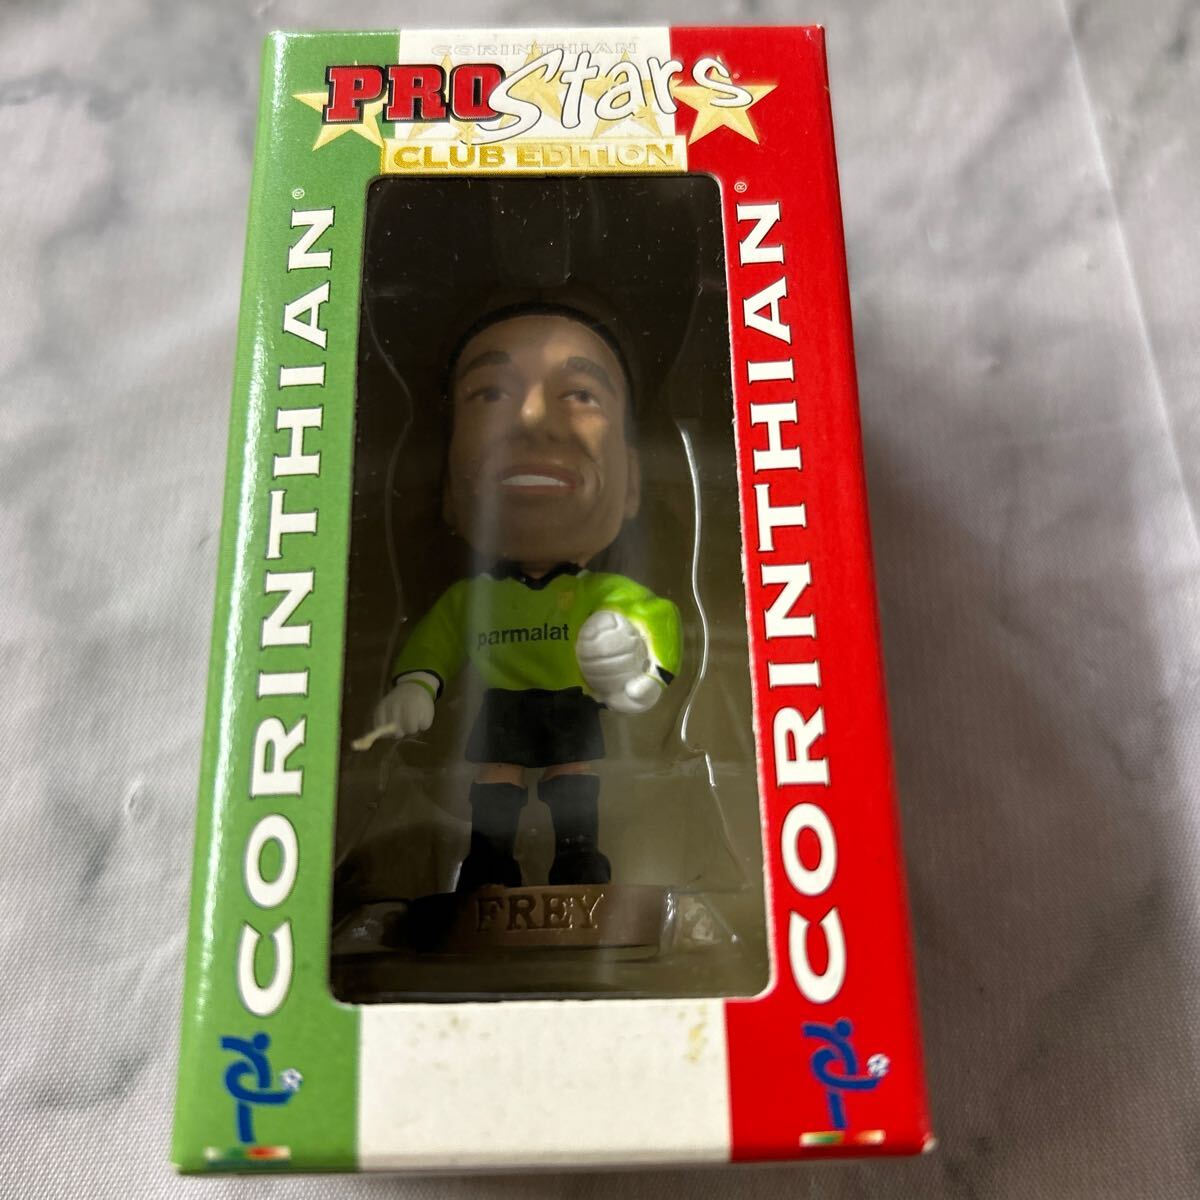 CORINTHIAN
PRO Stars
CLUB EDITION
CORINTHIAN®
CORINTHIAN®
parmalat
FREY